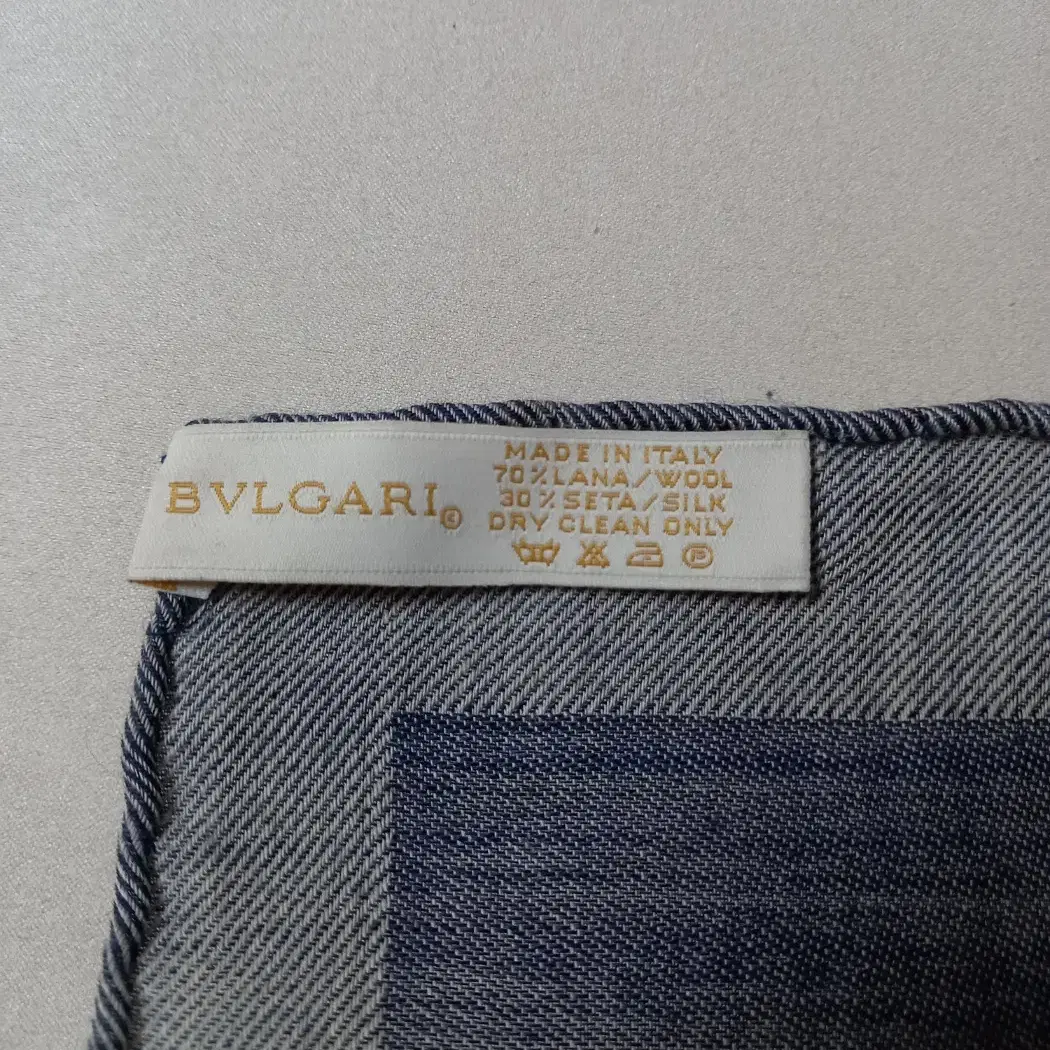 BVLGARI©
MADE IN ITALY
70% LANA/WOOL
30% SETA/SILK
DRY CLEAN ONLY
Ⓟ